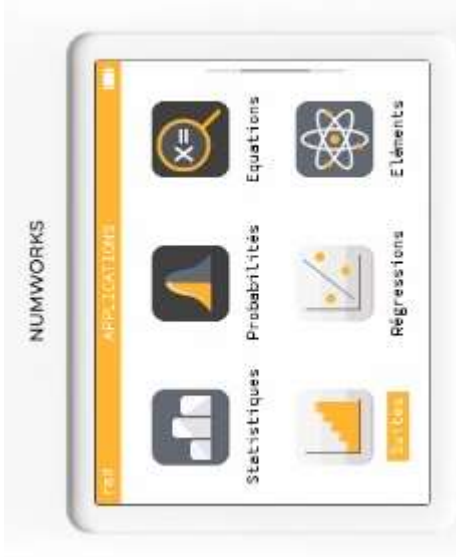 NUMWORKS
rad APPLICATIONS
Statistiques Probabilités Equations
x=
Suites Régressions Eléments